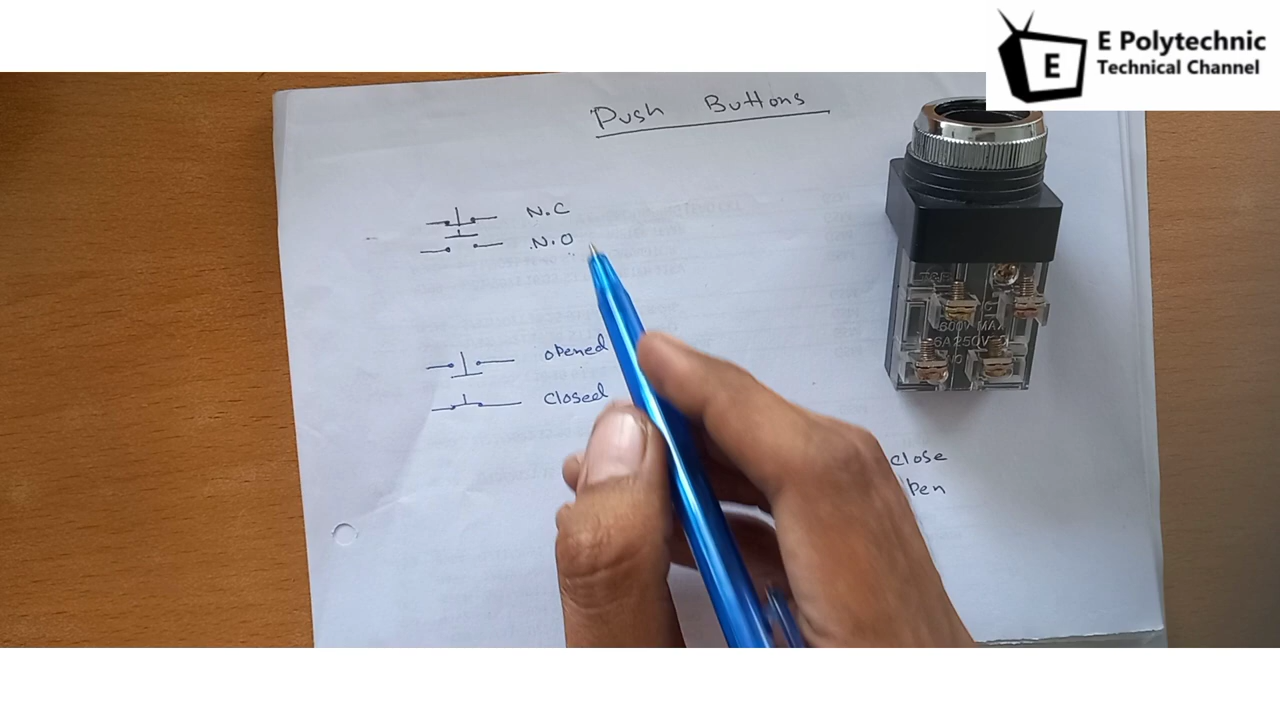 E Polytechnic
Technical Channel
Push Buttons
N.C
N.O
600V MAX
6A250V
opened
closed
close
pen